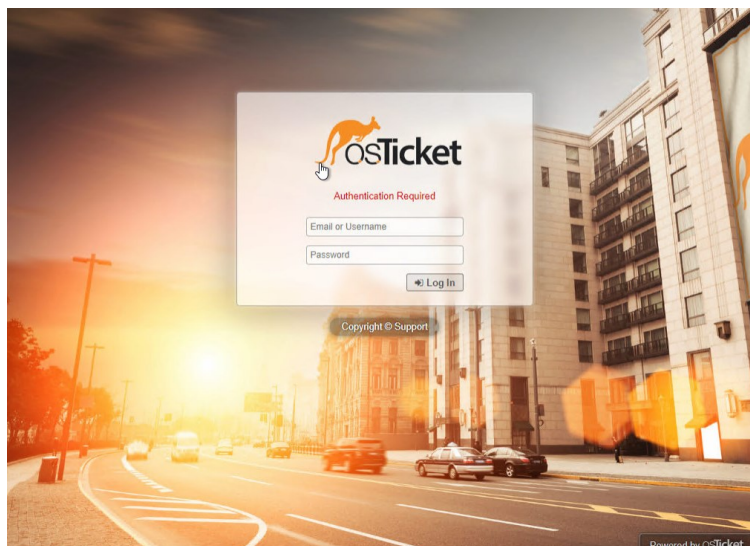 osTicket
Authentication Required
Email or Username
Password
Log In
Copyright © Support
Powered by osTicket